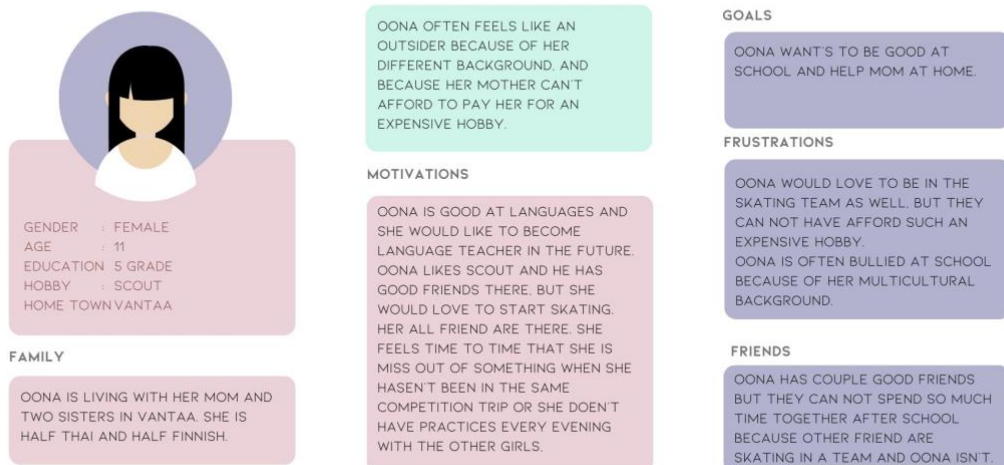 GENDER : FEMALE
AGE : 11
EDUCATION 5 GRADE
HOBBY : SCOUT
HOME TOWN VANTAA
FAMILY
OONA IS LIVING WITH HER MOM AND
TWO SISTERS IN VANTAA. SHE IS
HALF THAI AND HALF FINNISH.
OONA OFTEN FEELS LIKE AN
OUTSIDER BECAUSE OF HER
DIFFERENT BACKGROUND, AND
BECAUSE HER MOTHER CAN'T
AFFORD TO PAY HER FOR AN
EXPENSIVE HOBBY.
MOTIVATIONS
OONA IS GOOD AT LANGUAGES AND
SHE WOULD LIKE TO BECOME
LANGUAGE TEACHER IN THE FUTURE.
OONA LIKES SCOUT AND HE HAS
GOOD FRIENDS THERE, BUT SHE
WOULD LOVE TO START SKATING.
HER ALL FRIEND ARE THERE. SHE
FEELS TIME TO TIME THAT SHE IS
MISS OUT OF SOMETHING WHEN SHE
HASEN'T BEEN IN THE SAME
COMPETITION TRIP OR SHE DOEN'T
HAVE PRACTICES EVERY EVENING
WITH THE OTHER GIRLS.
GOALS
OONA WANT'S TO BE GOOD AT
SCHOOL AND HELP MOM AT HOME.
FRUSTRATIONS
OONA WOULD LOVE TO BE IN THE
SKATING TEAM AS WELL, BUT THEY
CAN NOT HAVE AFFORD SUCH AN
EXPENSIVE HOBBY.
OONA IS OFTEN BULLIED AT SCHOOL
BECAUSE OF HER MULTICULTURAL
BACKGROUND.
FRIENDS
OONA HAS COUPLE GOOD FRIENDS
BUT THEY CAN NOT SPEND SO MUCH
TIME TOGETHER AFTER SCHOOL
BECAUSE OTHER FRIEND ARE
SKATING IN A TEAM AND OONA ISN'T.